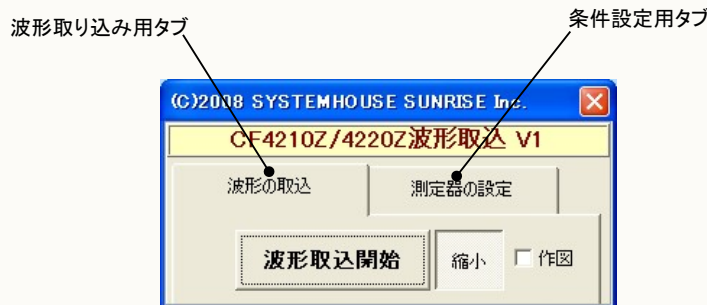 波形取り込み用タブ
条件設定用タブ
(C)2008 SYSTEMHOUSE SUNRISE Inc.
CF4210Z/4220Z波形取込 V1
波形の取込
測定器の設定
波形取込開始
縮小
作図